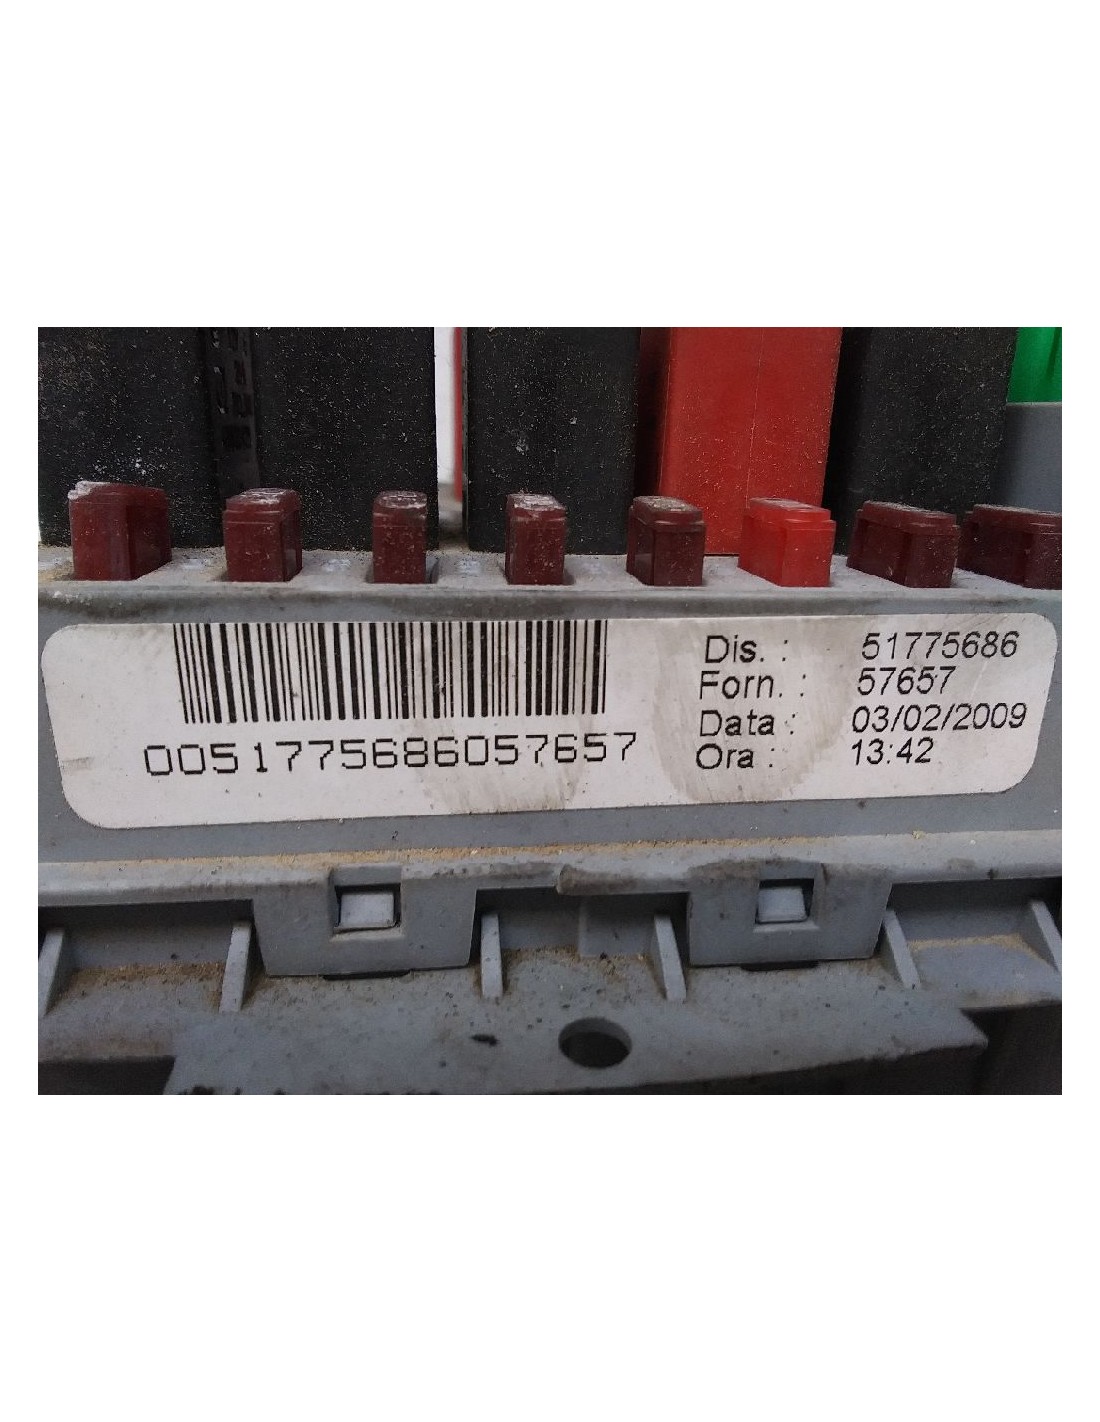 Dis. : 51775686
Forn. : 57657
Data : 03/02/2009
Ora : 13:42
0051775686057657